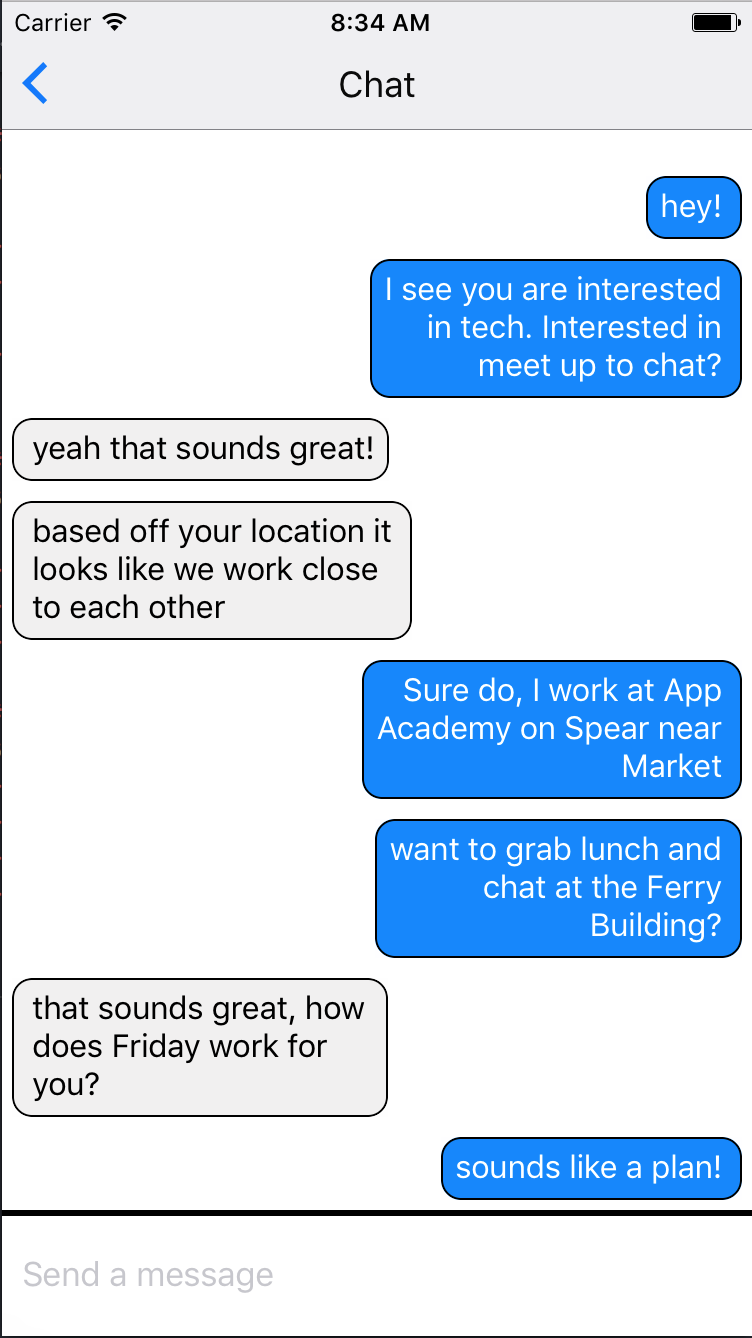 Carrier 8:34 AM
Chat
hey!
I see you are interested
in tech. Interested in
meet up to chat?
yeah that sounds great!
based off your location it
looks like we work close
to each other
Sure do, I work at App
Academy on Spear near
Market
want to grab lunch and
chat at the Ferry
Building?
that sounds great, how
does Friday work for
you?
sounds like a plan!
Send a message